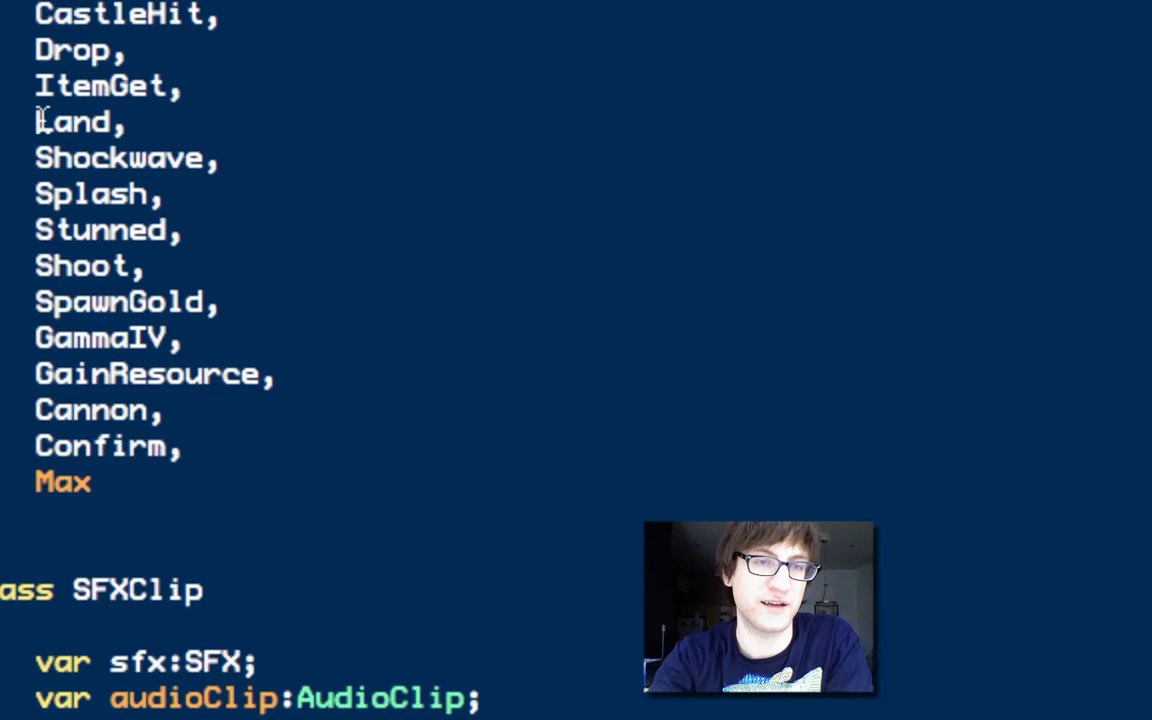 CastleHit,
Drop,
ItemGet,
Land,
Shockwave,
Splash,
Stunned,
Shoot,
SpawnGold,
GammaIV,
GainResource,
Cannon,
Confirm,
Max
ass SFXClip
var sfx:SFX;
var audioClip:AudioClip;